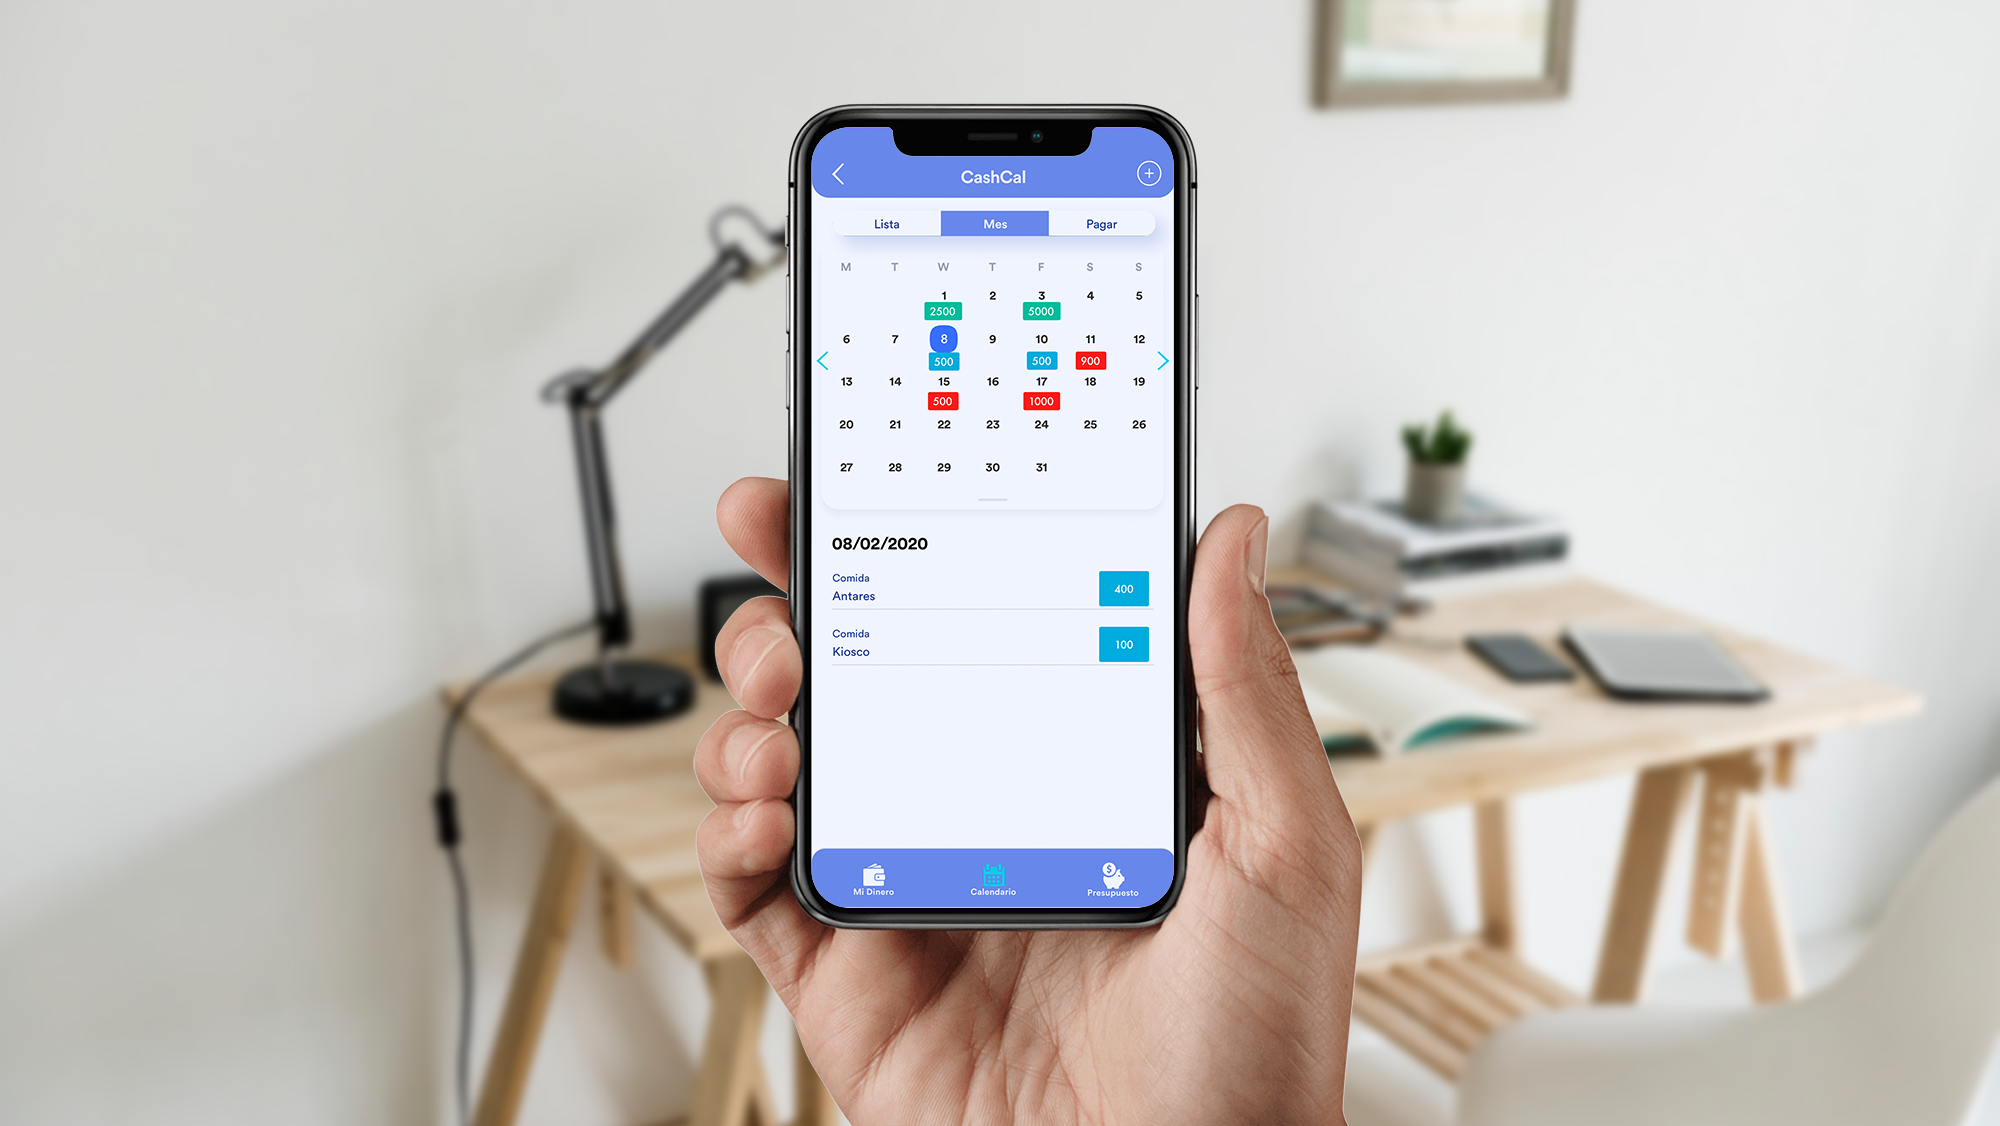 CashCal
Lista Mes Pagar
M T W T F S S
1 2 3 4 5
2500 5000
6 7 8 9 10 11 12
500 500 900
13 14 15 16 17 18 19
500 1000
20 21 22 23 24 25 26
27 28 29 30 31
08/02/2020
Comida
Antares
400
Comida
Kiosco
100
Mi Dinero Calendario Presupuesto